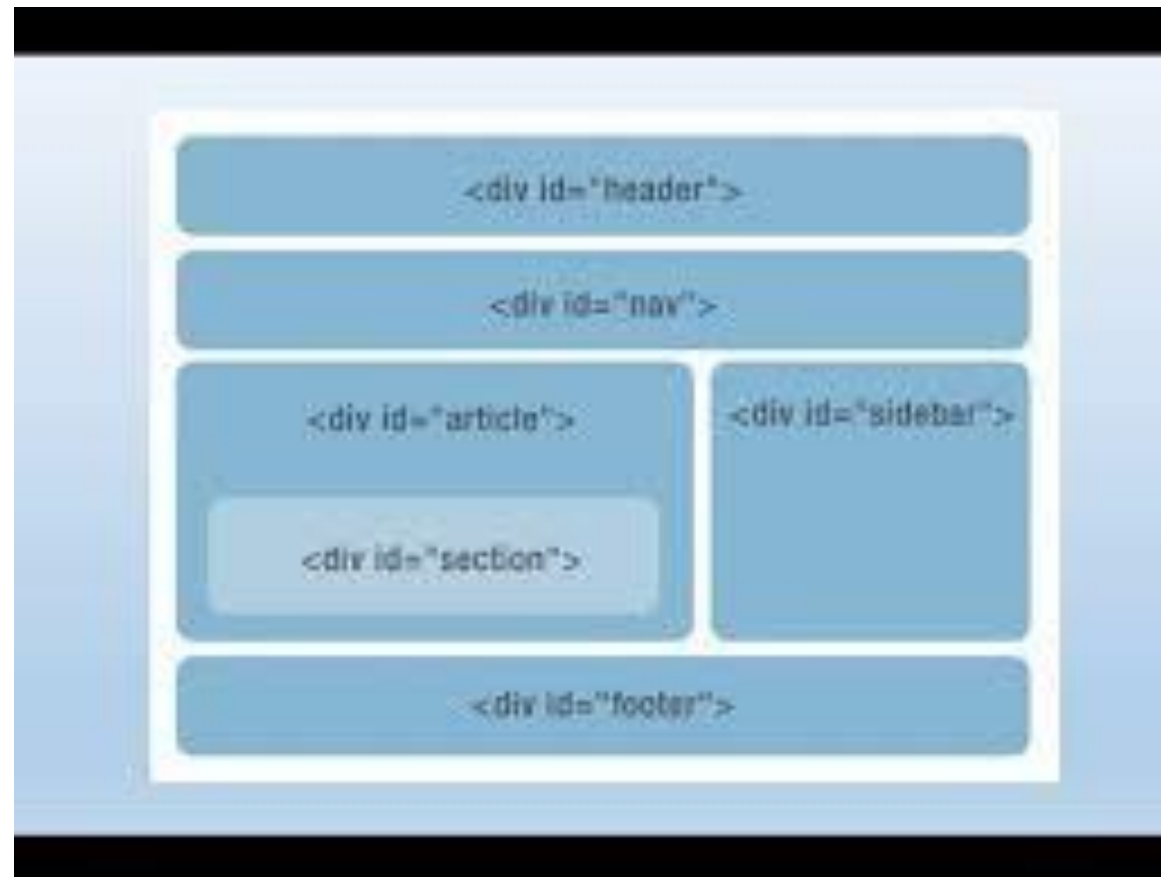 <div id="header">
<div id="nav">
<div id="article">
<div id="sidebar">
<div id="section">
<div id="footer">